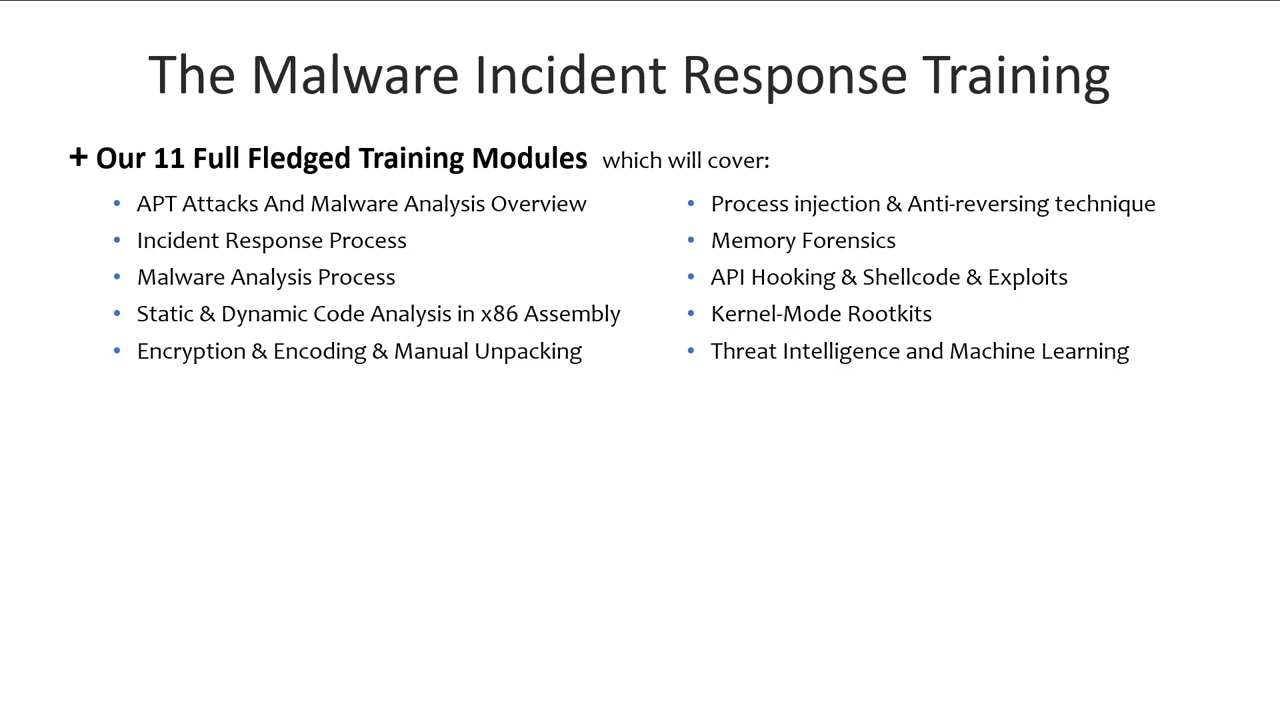 The Malware Incident Response Training
+ Our 11 Full Fledged Training Modules which will cover:
• APT Attacks And Malware Analysis Overview
• Incident Response Process
• Malware Analysis Process
• Static & Dynamic Code Analysis in x86 Assembly
• Encryption & Encoding & Manual Unpacking
• Process injection & Anti-reversing technique
• Memory Forensics
• API Hooking & Shellcode & Exploits
• Kernel-Mode Rootkits
• Threat Intelligence and Machine Learning